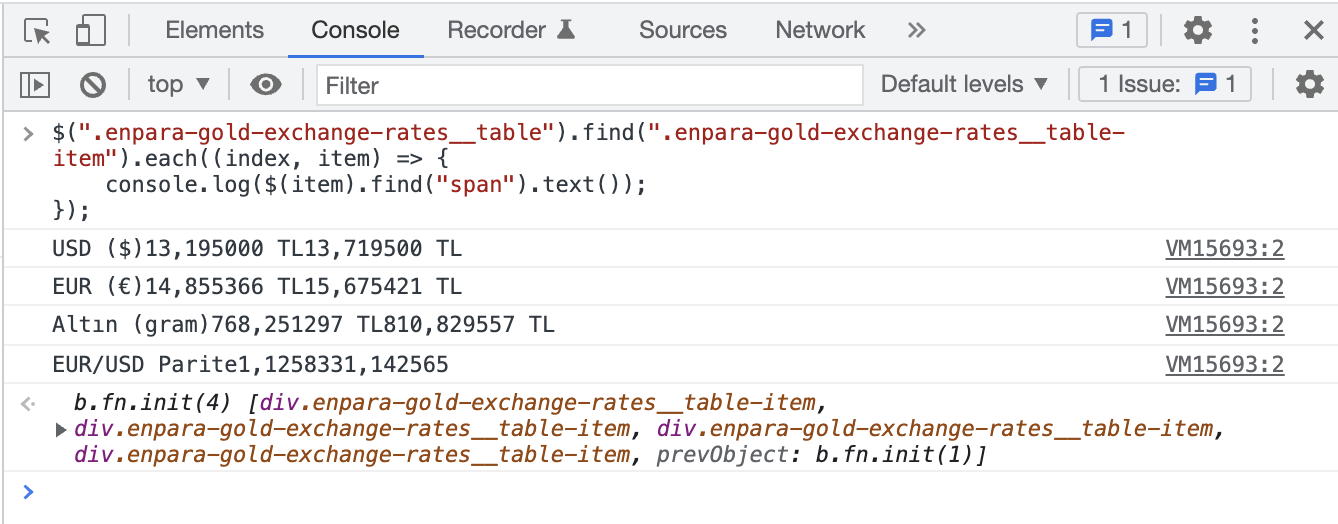 Elements Console Recorder Sources Network » 1
top ▼ Filter Default levels ▼ 1 Issue: 1
> $(".enpara-gold-exchange-rates__table").find(".enpara-gold-exchange-rates__table-
item").each((index, item) => {
console.log($(item).find("span").text());
});
USD ($)13,195000 TL13,719500 TL VM15693:2
EUR (€)14,855366 TL15,675421 TL VM15693:2
Altın (gram)768,251297 TL810,829557 TL VM15693:2
EUR/USD Parite1,1258331,142565 VM15693:2
b.fn.init(4) [div.enpara-gold-exchange-rates__table-item,
div.enpara-gold-exchange-rates__table-item, div.enpara-gold-exchange-rates__table-item,
div.enpara-gold-exchange-rates__table-item, prevObject: b.fn.init(1)]
>